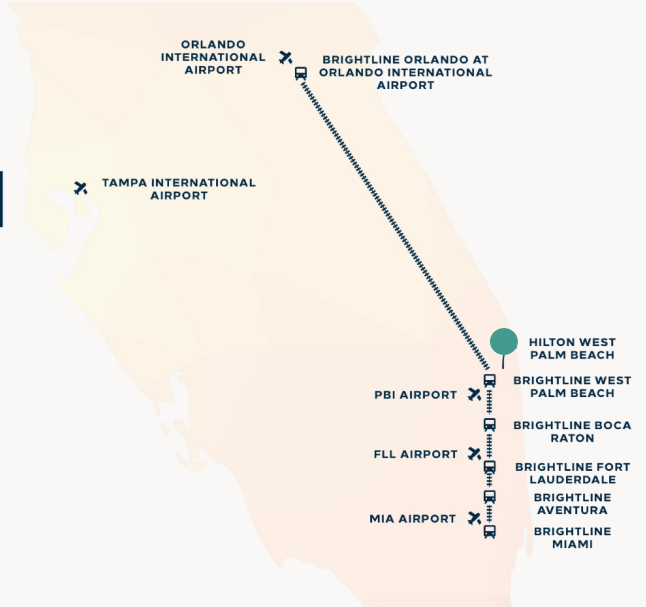 ORLANDO
INTERNATIONAL
AIRPORT
BRIGHTLINE ORLANDO AT
ORLANDO INTERNATIONAL
AIRPORT
TAMPA INTERNATIONAL
AIRPORT
HILTON WEST
PALM BEACH
PBI AIRPORT
BRIGHTLINE WEST
PALM BEACH
BRIGHTLINE BOCA
RATON
FLL AIRPORT
BRIGHTLINE FORT
LAUDERDALE
BRIGHTLINE
AVENTURA
MIA AIRPORT
BRIGHTLINE
MIAMI